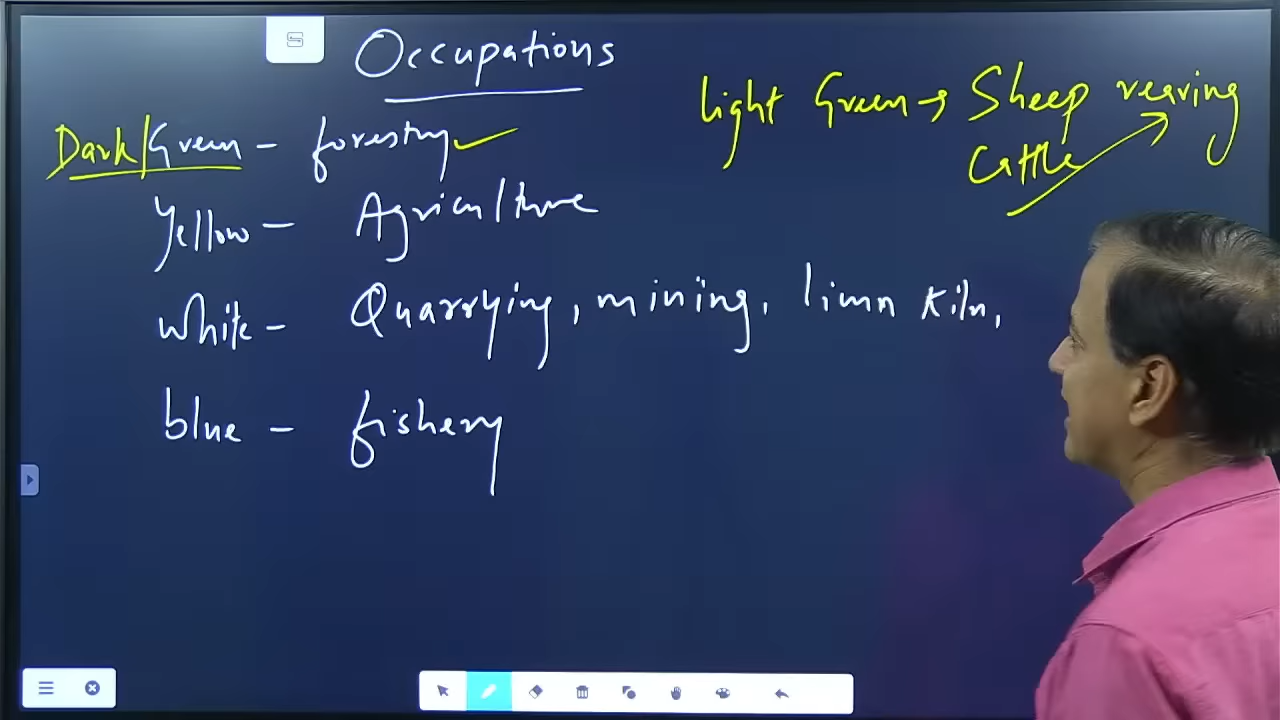 Occupations
Dark/Green - forestry
Yellow - Agriculture
White - Quarrying, mining, limn kiln,
blue - fishery
light Green → Sheep rearing
Cattle